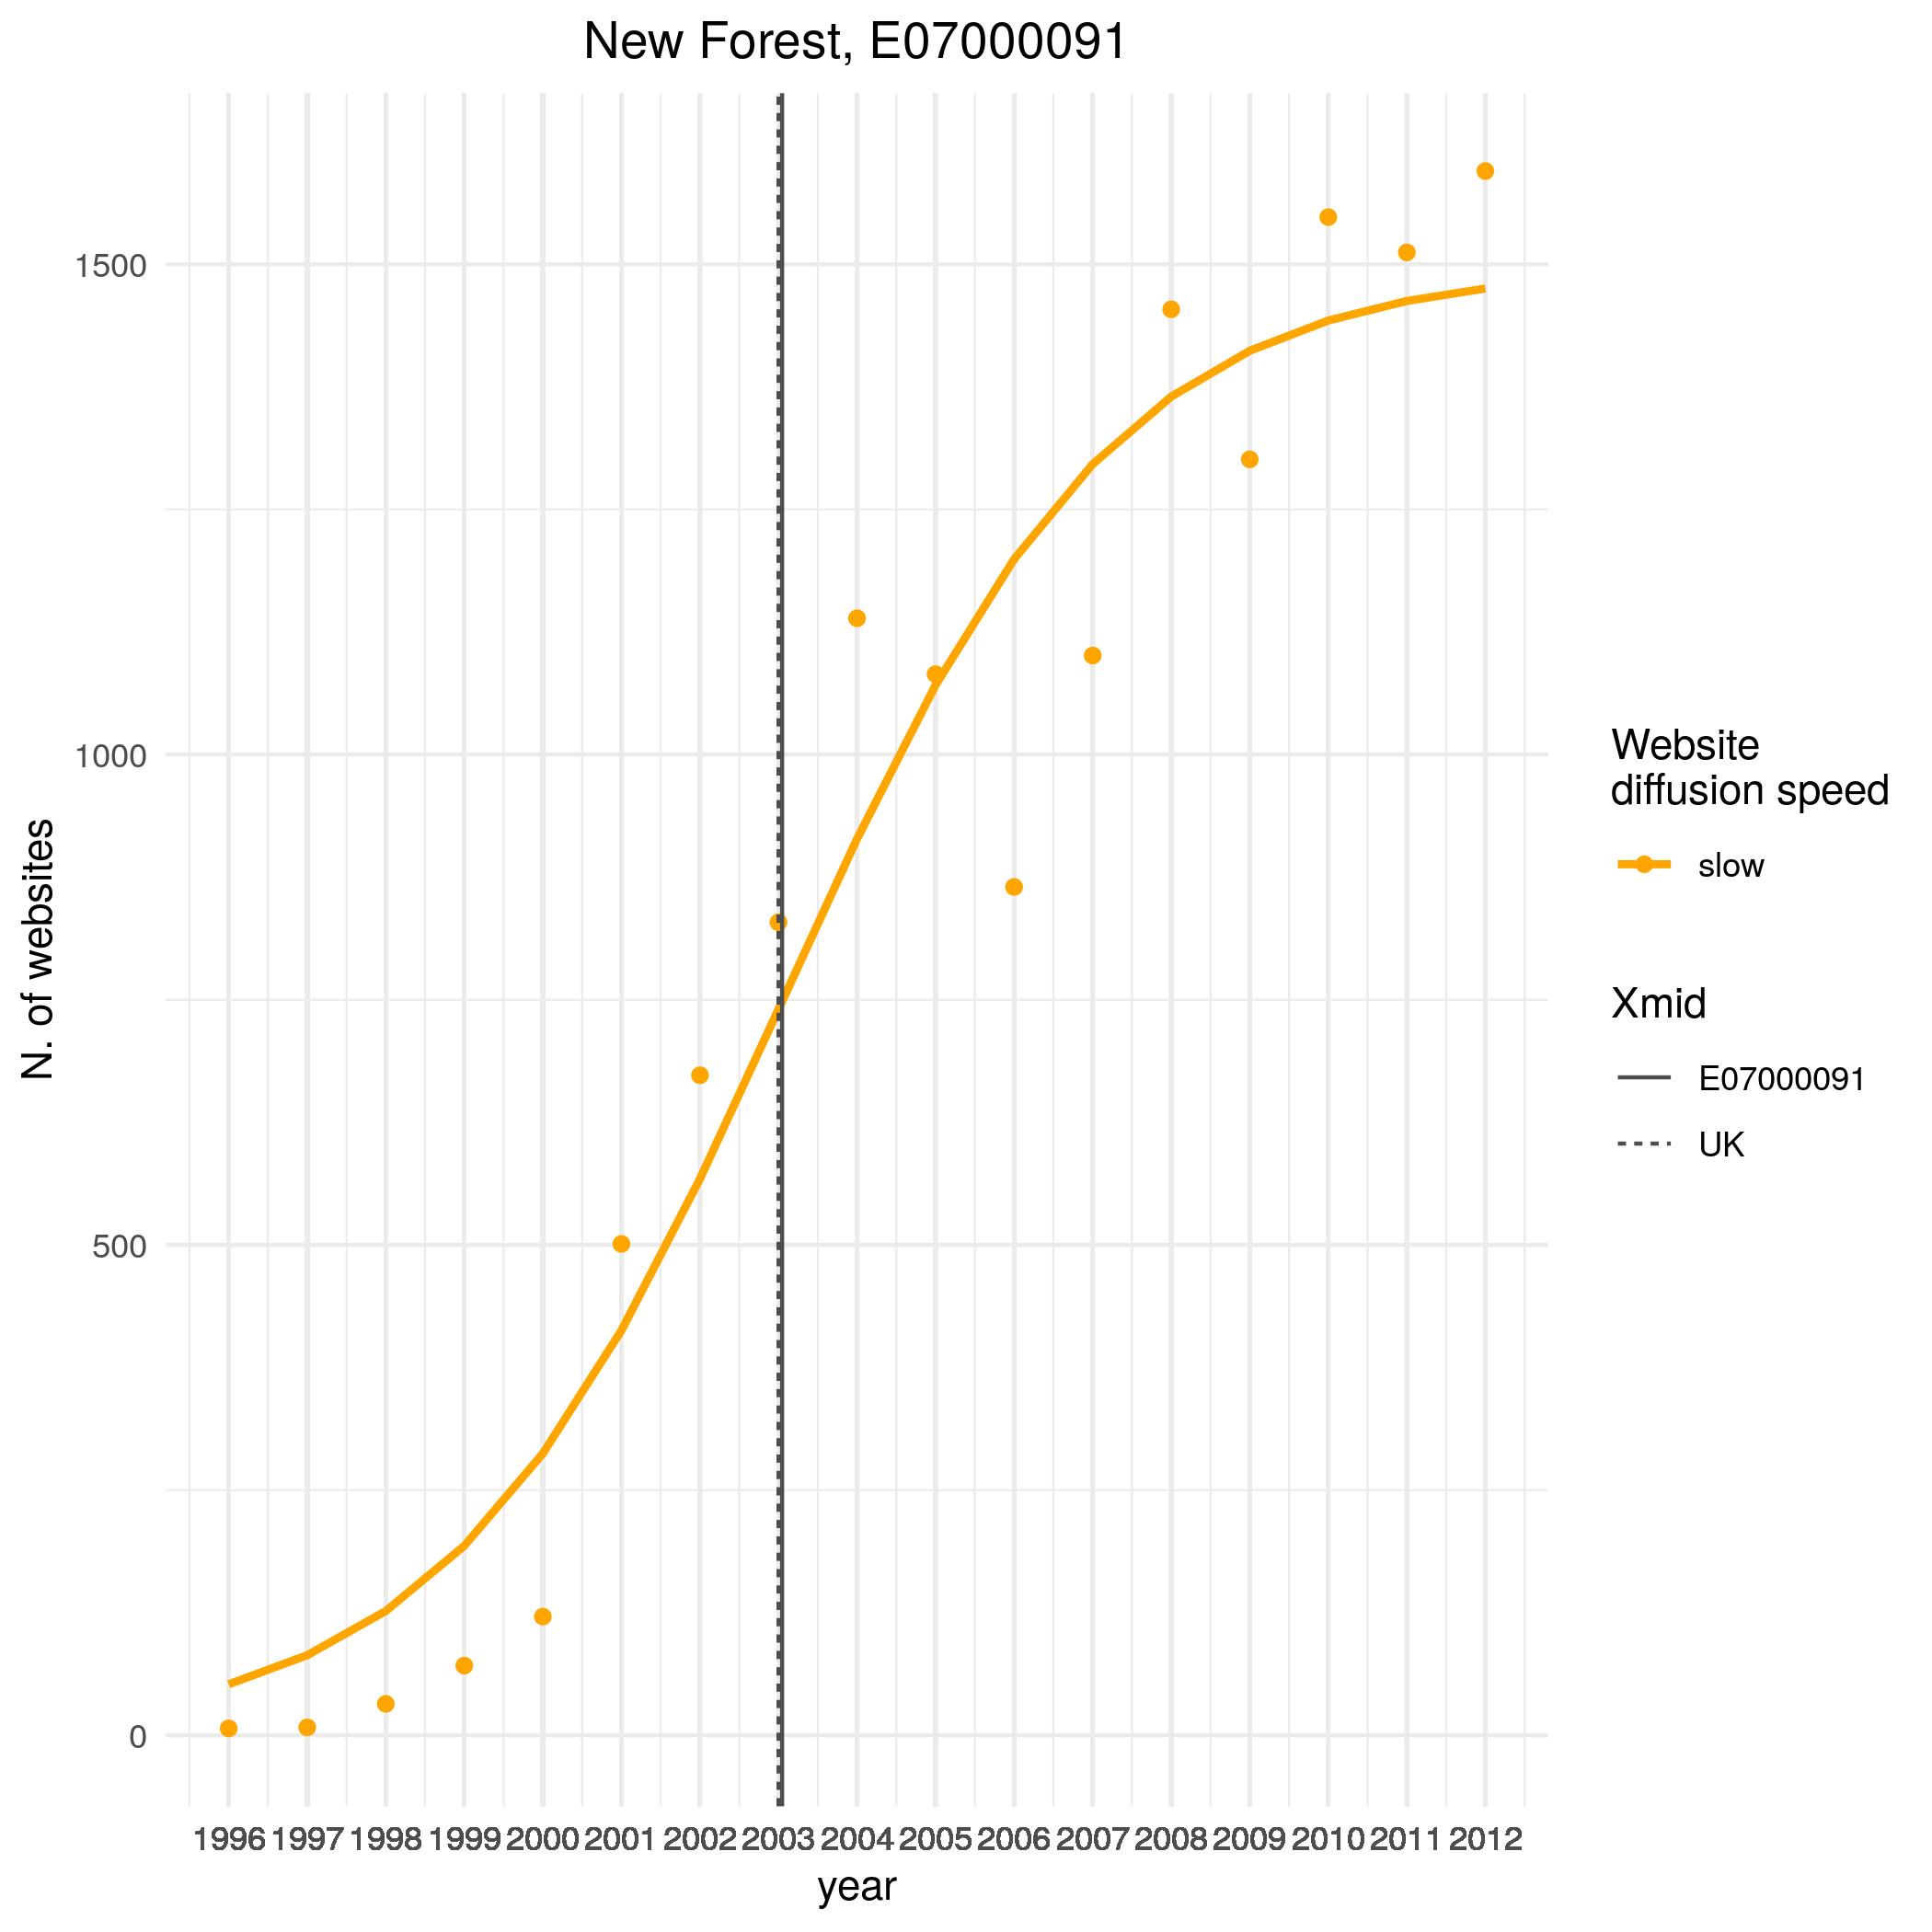 New Forest, E07000091
N. of websites
1500
1000
500
0
1996 1997 1998 1999 2000 2001 2002 2003 2004 2005 2006 2007 2008 2009 2010 2011 2012
year
Website
diffusion speed
slow
Xmid
E07000091
UK